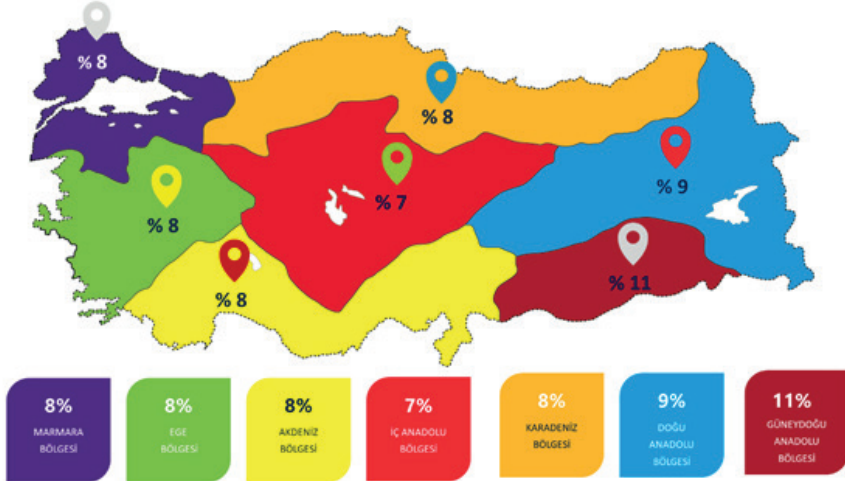 % 8
% 8
% 9
% 7
% 8
% 8
% 11
8%
MARMARA
BÖLGESİ
8%
EGE
BÖLGESİ
8%
AKDENİZ
BÖLGESİ
7%
İÇ ANADOLU
BÖLGESİ
8%
KARADENİZ
BÖLGESİ
9%
DOĞU
ANADOLU
BÖLGESİ
11%
GÜNEYDOĞU
ANADOLU
BÖLGESİ